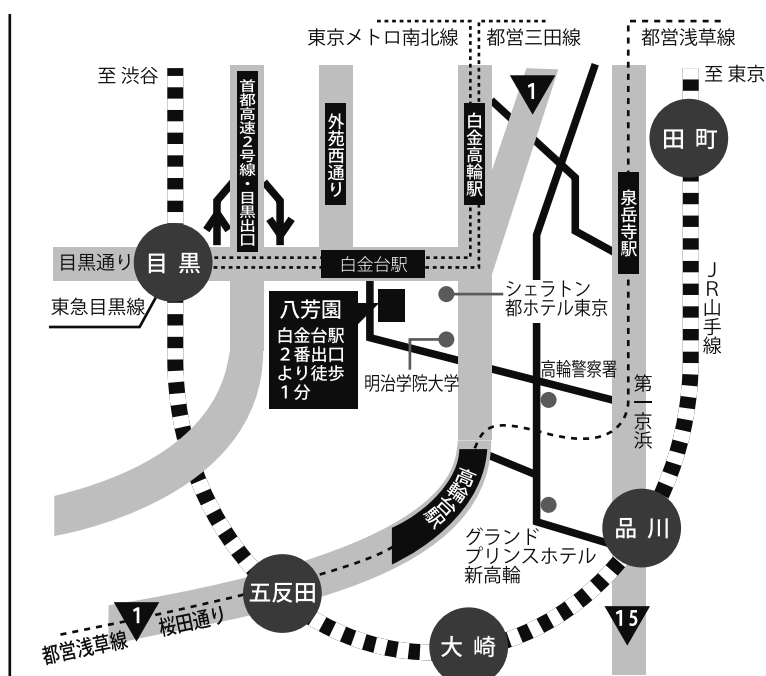 東京メトロ南北線
都営三田線
都営浅草線
至 渋谷
至 東京
1
首都高速2号線・目黒出口
外苑西通り
白金高輪駅
田町
泉岳寺駅
目黒通り
目黒
白金台駅
東急目黒線
八芳園
白金台駅
2番出口
より徒歩
1分
シェラトン
都ホテル東京
JR山手線
明治学院大学
高輪警察署
第一京浜
高輪台駅
グランド
プリンスホテル
新高輪
品川
五反田
1
桜田通り
都営浅草線
大崎
15